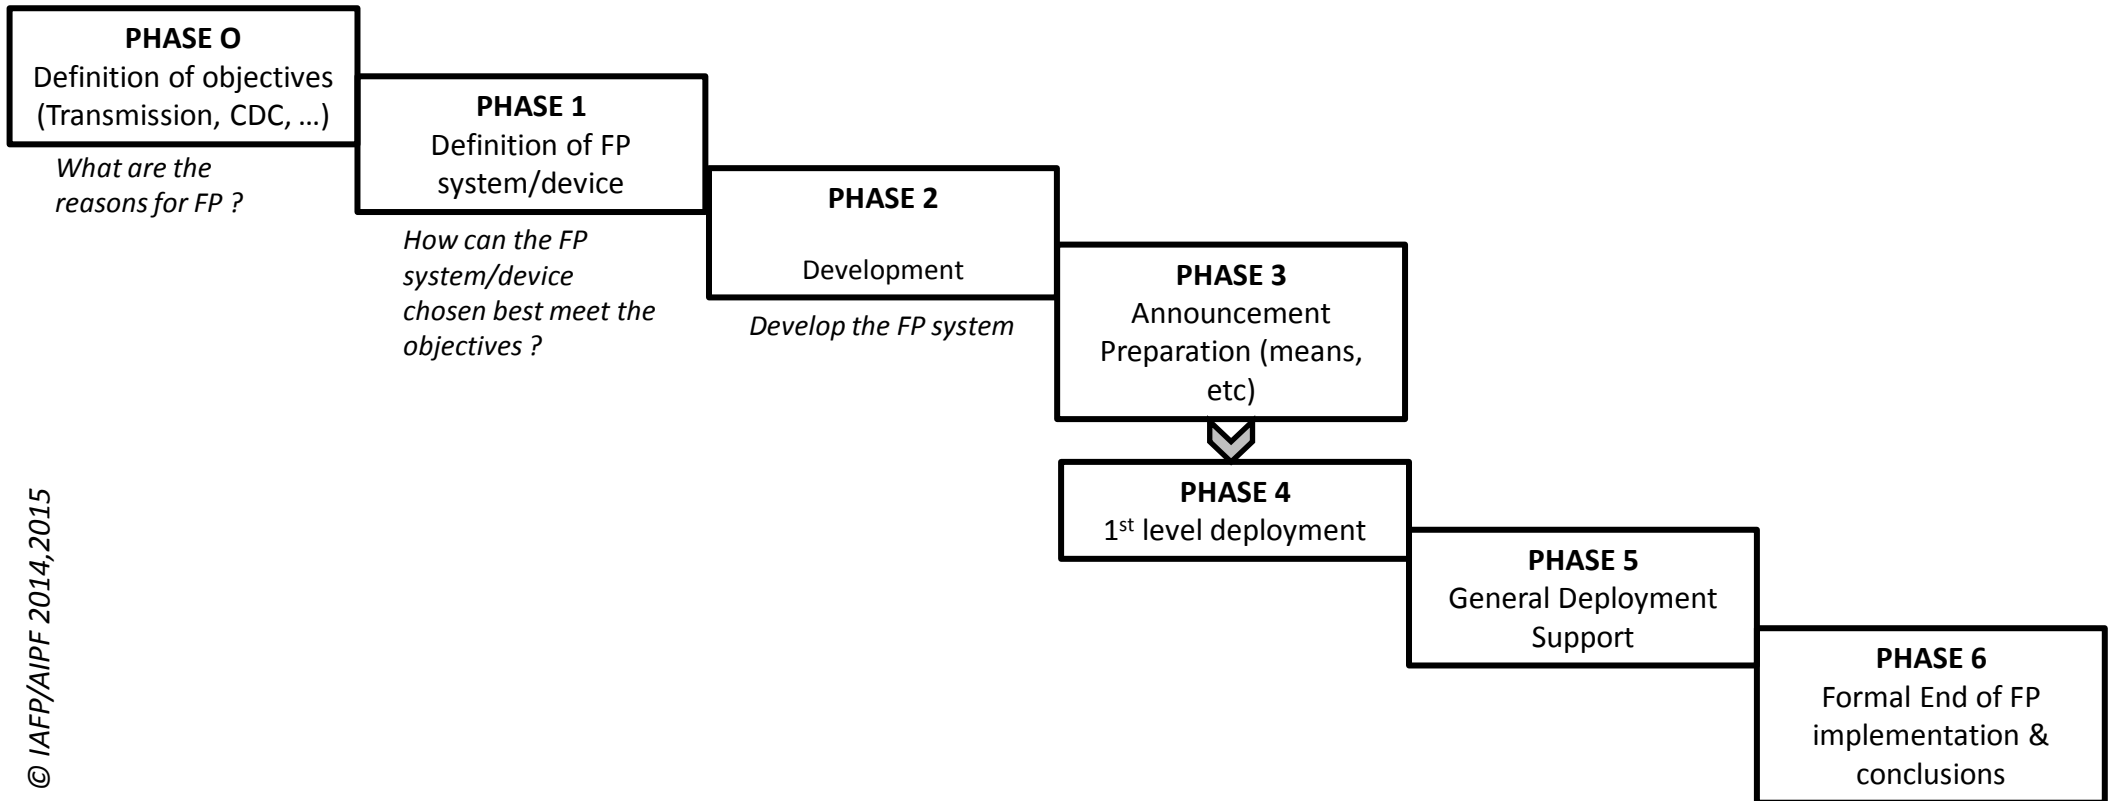 PHASE O
Definition of objectives
(Transmission, CDC, ...)
What are the
reasons for FP ?
PHASE 1
Definition of FP
system/device
How can the FP
system/device
chosen best meet the
objectives ?
PHASE 2
Development
Develop the FP system
PHASE 3
Announcement
Preparation (means,
etc)
PHASE 4
1st level deployment
PHASE 5
General Deployment
Support
PHASE 6
Formal End of FP
implementation &
conclusions
© IAFP/AIPF 2014,2015